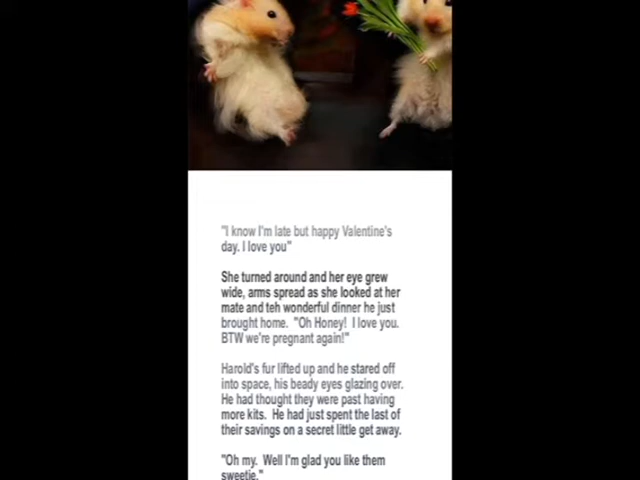 "I know I'm late but happy Valentine's
day. I love you"
She turned around and her eye grew
wide, arms spread as she looked at her
mate and teh wonderful dinner he just
brought home. "Oh Honey! I love you.
BTW we're pregnant again!"
Harold's fur lifted up and he stared off
into space, his beady eyes glazing over.
He had thought they were past having
more kits. He had just spent the last of
their savings on a secret little get away.
"Oh my. Well I'm glad you like them
sweetie."